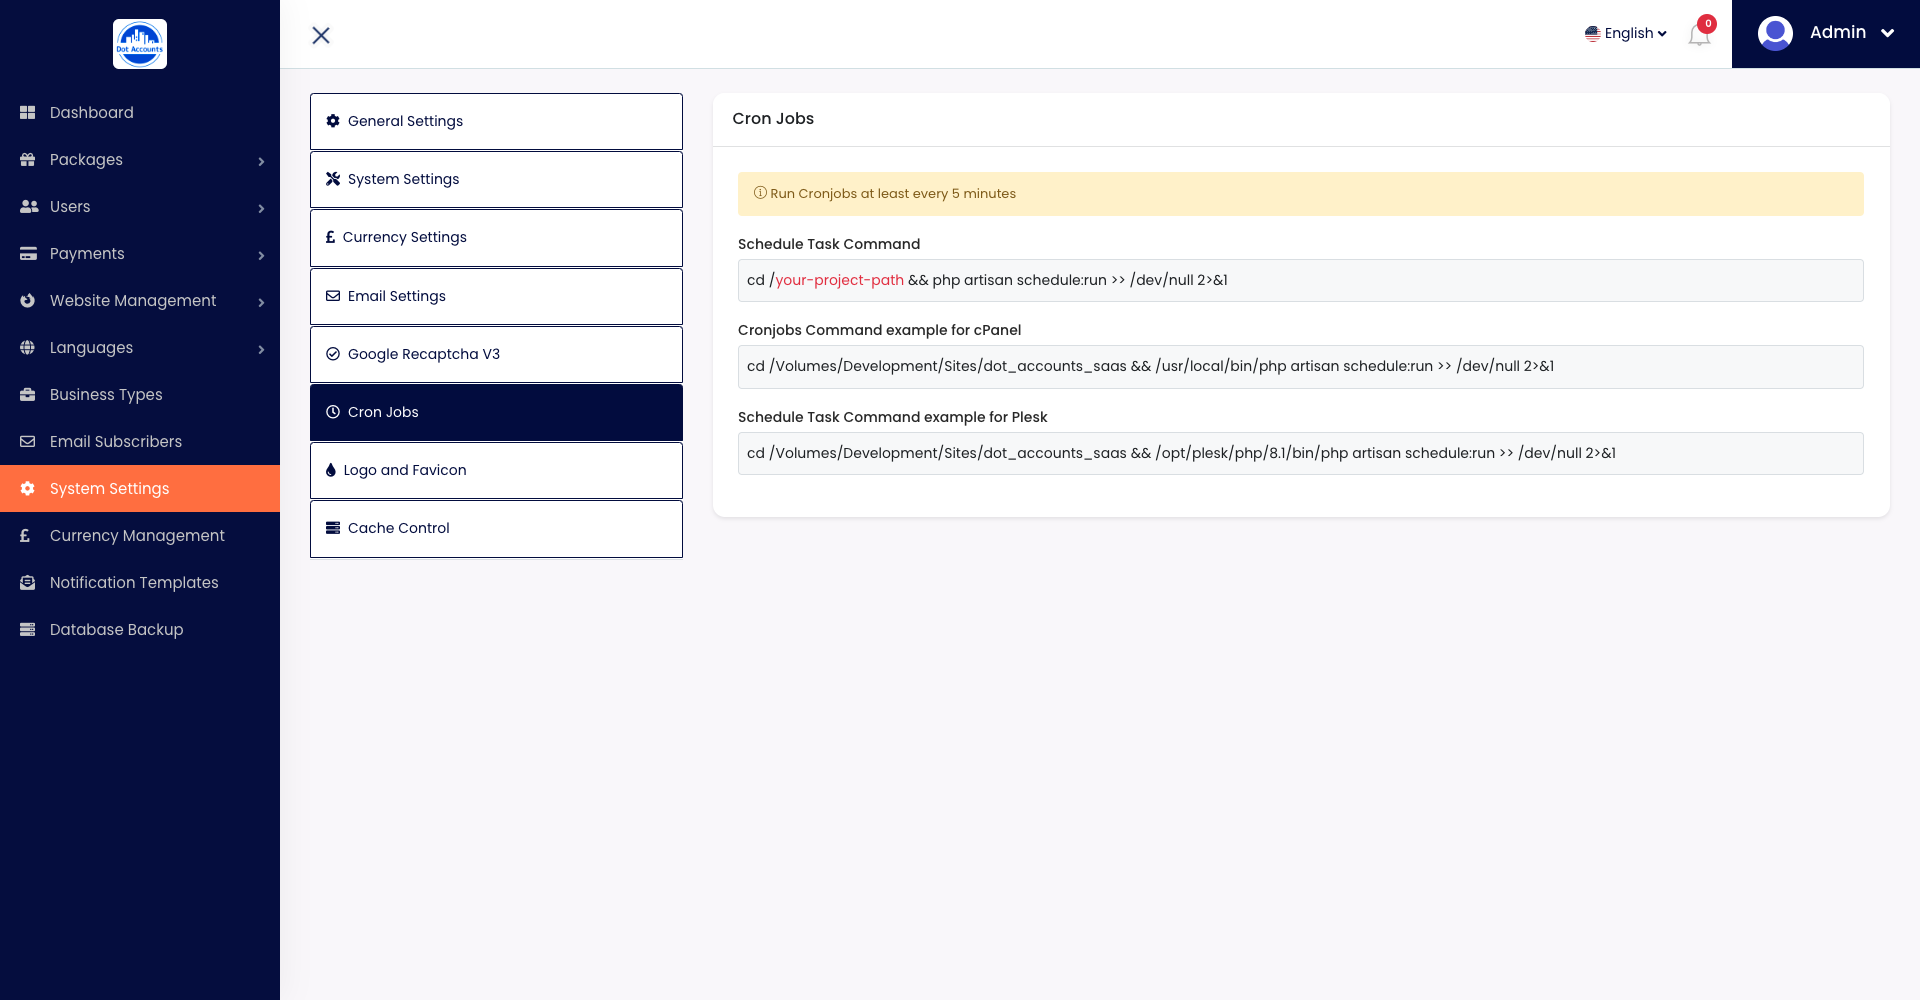 Dot Accounts
Dashboard
Packages
Users
Payments
Website Management
Languages
Business Types
Email Subscribers
System Settings
Currency Management
Notification Templates
Database Backup
English
0
Admin
General Settings
System Settings
Currency Settings
Email Settings
Google Recaptcha V3
Cron Jobs
Logo and Favicon
Cache Control
Cron Jobs
Run Cronjobs at least every 5 minutes
Schedule Task Command
cd /your-project-path && php artisan schedule:run >> /dev/null 2>&1
Cronjobs Command example for cPanel
cd /Volumes/Development/Sites/dot_accounts_saas && /usr/local/bin/php artisan schedule:run >> /dev/null 2>&1
Schedule Task Command example for Plesk
cd /Volumes/Development/Sites/dot_accounts_saas && /opt/plesk/php/8.1/bin/php artisan schedule:run >> /dev/null 2>&1